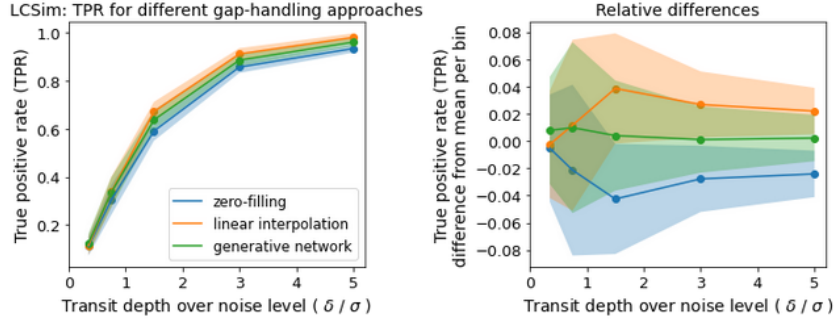 LCSim: TPR for different gap-handling approaches
True positive rate (TPR)
1.0
0.8
0.6
0.4
0.2
zero-filling
linear interpolation
generative network
0 1 2 3 4 5
Transit depth over noise level ( δ / σ )
Relative differences
True positive rate (TPR)
difference from mean per bin
0.08
0.06
0.04
0.02
0.00
−0.02
−0.04
−0.06
−0.08
0 1 2 3 4 5
Transit depth over noise level ( δ / σ )